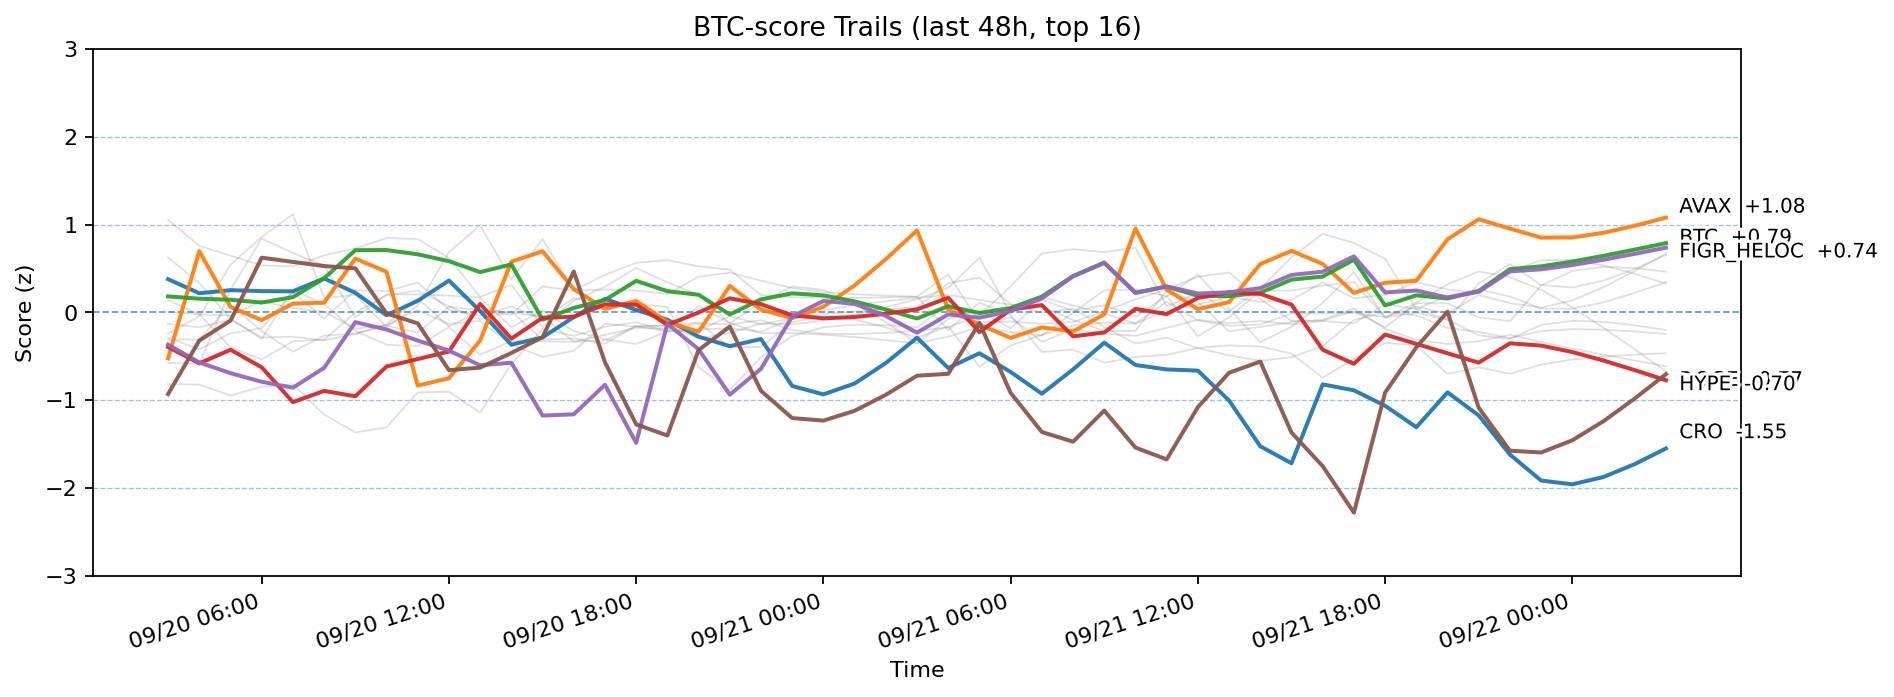 BTC-score Trails (last 48h, top 16)
Score (z)
3
2
1
0
−1
−2
−3
AVAX +1.08
BTC +0.79
FIGR_HELOC +0.74
HYPE -0.70
CRO -1.55
09/20 06:00
09/20 12:00
09/20 18:00
09/21 00:00
09/21 06:00
09/21 12:00
09/21 18:00
09/22 00:00
Time